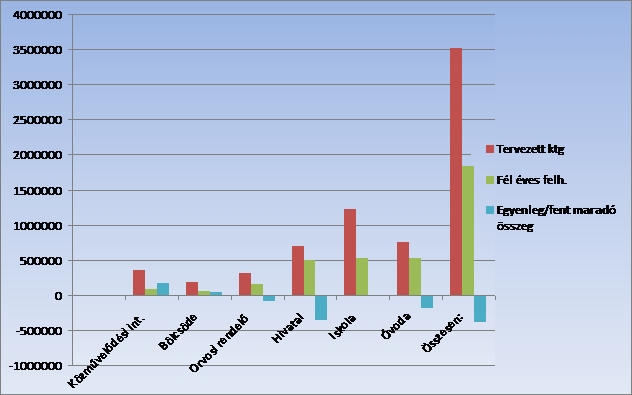 4000000
3500000
3000000
2500000
2000000
1500000
1000000
500000
0
-500000
-1000000
Közművelődési int.
Bölcsőde
Orvosi rendelő
Hivatal
Iskola
Óvoda
Összesen:
Tervezett ktg
Fél éves felh.
Egyenleg/fent maradó
összeg